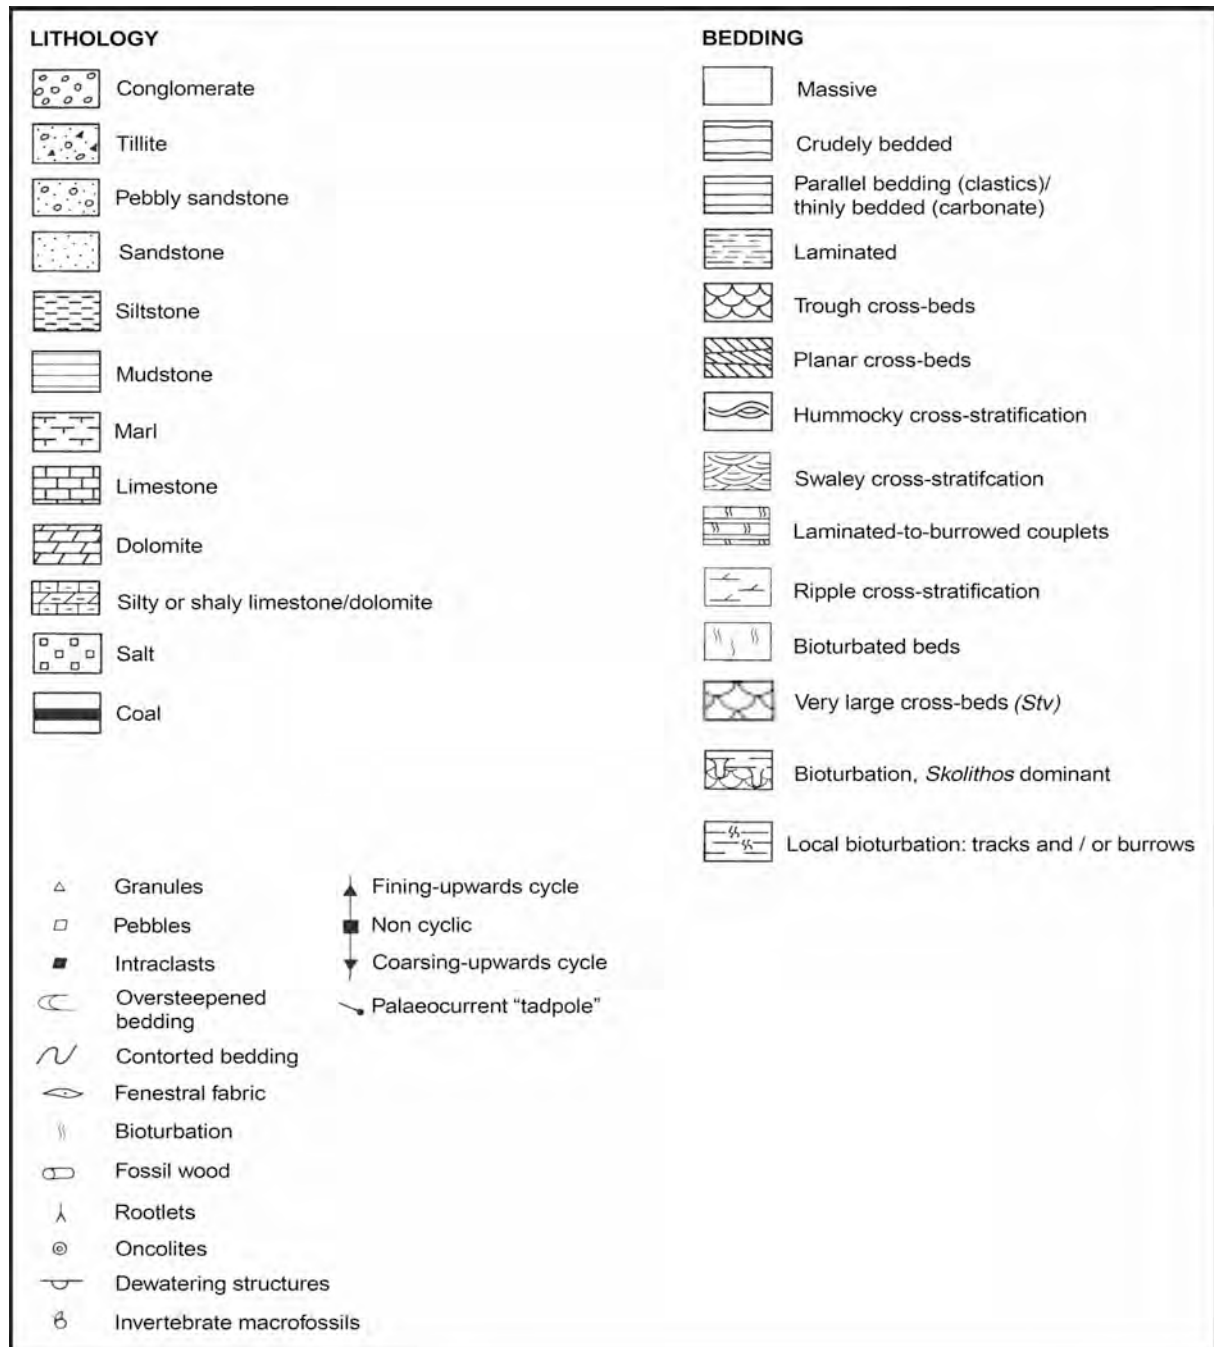 LITHOLOGY
Conglomerate
Tillite
Pebbly sandstone
Sandstone
Siltstone
Mudstone
Marl
Limestone
Dolomite
Silty or shaly limestone/dolomite
Salt
Coal
BEDDING
Massive
Crudely bedded
Parallel bedding (clastics)/
thinly bedded (carbonate)
Laminated
Trough cross-beds
Planar cross-beds
Hummocky cross-stratification
Swaley cross-stratifcation
Laminated-to-burrowed couplets
Ripple cross-stratification
Bioturbated beds
Very large cross-beds (Stv)
Bioturbation, Skolithos dominant
Local bioturbation: tracks and / or burrows
Granules
Pebbles
Intraclasts
Oversteepened
bedding
Contorted bedding
Fenestral fabric
Bioturbation
Fossil wood
Rootlets
Oncolites
Dewatering structures
Invertebrate macrofossils
Fining-upwards cycle
Non cyclic
Coarsing-upwards cycle
Palaeocurrent “tadpole”